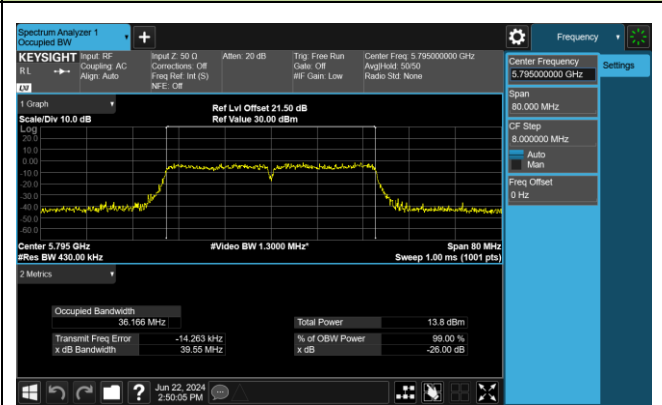 Spectrum Analyzer 1
Occupied BW
+
Frequency
KEYSIGHT
RL
LXI
Input: RF
Coupling: AC
Align: Auto
Input Z: 50 Ω
Corrections: Off
Freq Ref: Int (S)
NFE: Off
Atten: 20 dB
Trig: Free Run
Gate: Off
#IF Gain: Low
Center Freq: 5.795000000 GHz
Avg|Hold: 50/50
Radio Std: None
Center Frequency
5.795000000 GHz
Settings
Span
80.000 MHz
CF Step
8.000000 MHz
Auto
Man
Freq Offset
0 Hz
1 Graph
Scale/Div 10.0 dB
Ref Lvl Offset 21.50 dB
Ref Value 30.00 dBm
Log
20.0
10.0
0.00
-10.0
-20.0
-30.0
-40.0
-50.0
-60.0
Center 5.795 GHz
#Video BW 1.3000 MHz*
Span 80 MHz
#Res BW 430.00 kHz
Sweep 1.00 ms (1001 pts)
2 Metrics
Occupied Bandwidth
36.166 MHz
Total Power 13.8 dBm
Transmit Freq Error -14.263 kHz
% of OBW Power 99.00 %
x dB Bandwidth 39.55 MHz
x dB -26.00 dB
?
Jun 22, 2024
2:50:05 PM